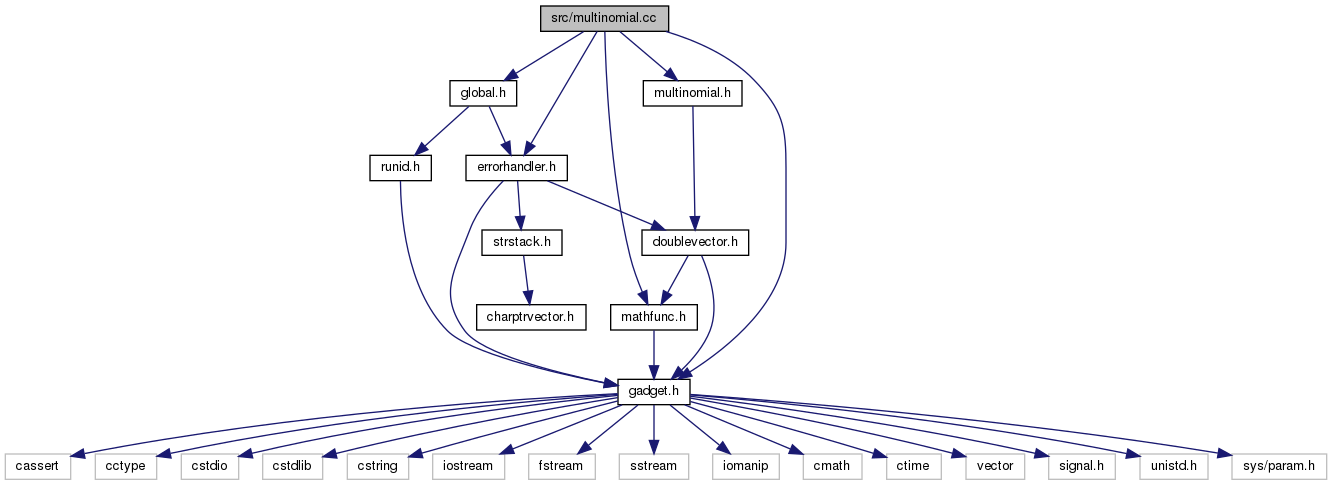 src/multinomial.cc
global.h
multinomial.h
runid.h
errorhandler.h
strstack.h
doublevector.h
charptrvector.h
mathfunc.h
gadget.h
cassert
cctype
cstdio
cstdlib
cstring
iostream
fstream
sstream
iomanip
cmath
ctime
vector
signal.h
unistd.h
sys/param.h